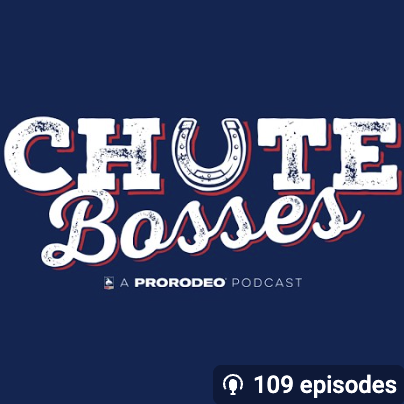 CHUTE
Bosses
A PRORODEO® PODCAST
109 episodes